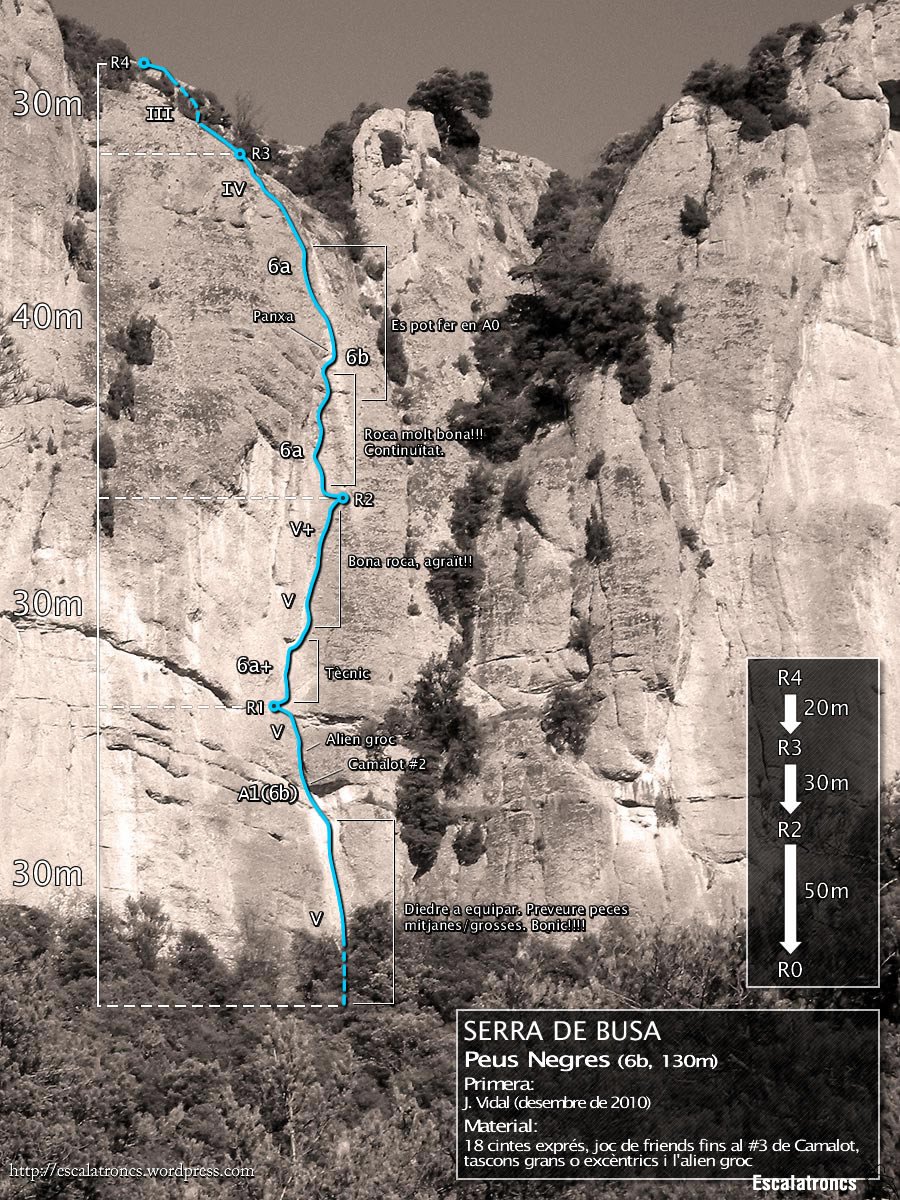 R4
30m
III
R3
IV
6a
40m
Panxa
Es pot fer en A0
6b
Roca molt bona!!!
Continuïtat.
6a
R2
V+
Bona roca, agraït!!
30m
V
6a+
Tècnic
R1
V
Alien groc
Camalot #2
A1(6b)
30m
V
Diedre a equipar. Preveure peces
mitjanes/grosses. Bonic!!!!
R4
20m
R3
30m
R2
50m
R0
SERRA DE BUSA
Peus Negres (6b, 130m)
Primera:
J. Vidal (desembre de 2010)
Material:
18 cintes exprés, joc de friends fins al #3 de Camalot,
tascons grans o excèntrics i l'alien groc
http://escalatroncs.wordpress.com
Escalatroncs